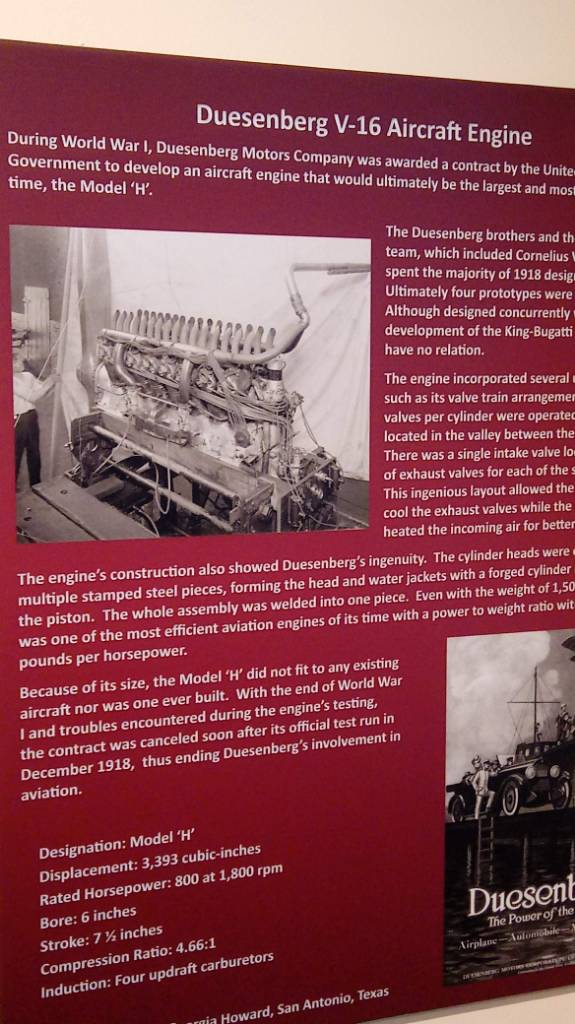 Duesenberg V-16 Aircraft Engine
During World War I, Duesenberg Motors Company was awarded a contract by the Unite
Government to develop an aircraft engine that would ultimately be the largest and most
time, the Model ‘H’.
The Duesenberg brothers and th
team, which included Cornelius
spent the majority of 1918 desig
Ultimately four prototypes were
Although designed concurrently
development of the King-Bugatti
have no relation.
The engine incorporated several
such as its valve train arrangemen
valves per cylinder were operated
located in the valley between the
There was a single intake valve lo
of exhaust valves for each of the s
This ingenious layout allowed the
cool the exhaust valves while the
heated the incoming air for better
The engine's construction also showed Duesenberg's ingenuity. The cylinder heads were
multiple stamped steel pieces, forming the head and water jackets with a forged cylinder
the piston. The whole assembly was welded into one piece. Even with the weight of 1,50
was one of the most efficient aviation engines of its time with a power to weight ratio wit
pounds per horsepower.
Because of its size, the Model ‘H’ did not fit to any existing
aircraft nor was one ever built. With the end of World War
I and troubles encountered during the engine's testing,
the contract was canceled soon after its official test run in
December 1918, thus ending Duesenberg's involvement in
aviation.
Designation: Model ‘H’
Displacement: 3,393 cubic-inches
Rated Horsepower: 800 at 1,800 rpm
Bore: 6 inches
Stroke: 7 ½ inches
Compression Ratio: 4.66:1
Induction: Four updraft carburetors
Howard, San Antonio, Texas
Duesenb
The Power of the
Airplane — Automobile —
DUESENBERG MOTORS CORPORATION